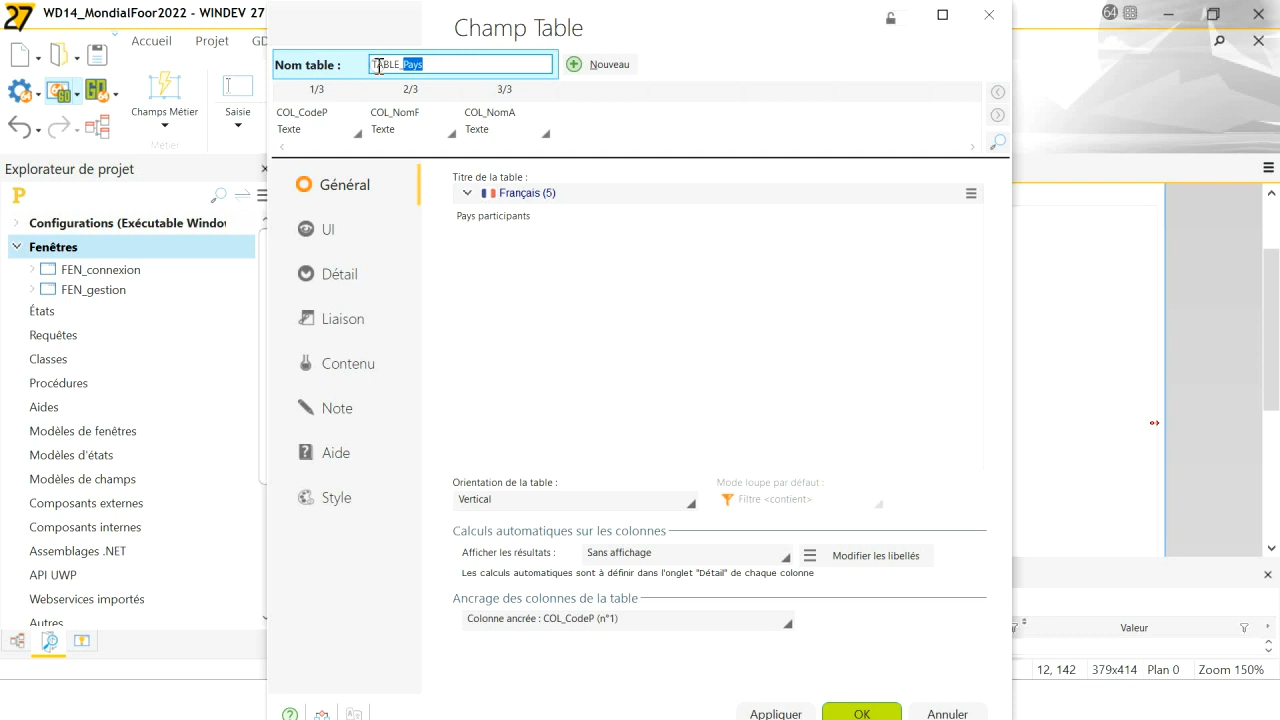 27
WD14_MondialFoor2022 - WINDEV 27
Accueil
Projet
GD
Champs Métier
Saisie
Métier
Explorateur de projet
Configurations (Exécutable Windo
Fenêtres
FEN_connexion
FEN_gestion
États
Requêtes
Classes
Procédures
Aides
Modèles de fenêtres
Modèles d'états
Modèles de champs
Composants externes
Composants internes
Assemblages .NET
API UWP
Webservices importés
Autres
Champ Table
Nom table :
TABLE_Pays
Nouveau
1/3
2/3
3/3
COL_CodeP
COL_NomF
COL_NomA
Texte
Texte
Texte
Général
UI
Détail
Liaison
Contenu
Note
Aide
Style
Titre de la table :
Français (5)
Pays participants
Orientation de la table :
Mode loupe par défaut :
Vertical
Filtre <contient>
Calculs automatiques sur les colonnes
Afficher les résultats :
Sans affichage
Modifier les libellés
Les calculs automatiques sont à définir dans l'onglet "Détail" de chaque colonne
Ancrage des colonnes de la table
Colonne ancrée : COL_CodeP (n°1)
Appliquer
OK
Annuler
64
Valeur
12, 142
379x414
Plan 0
Zoom 150%